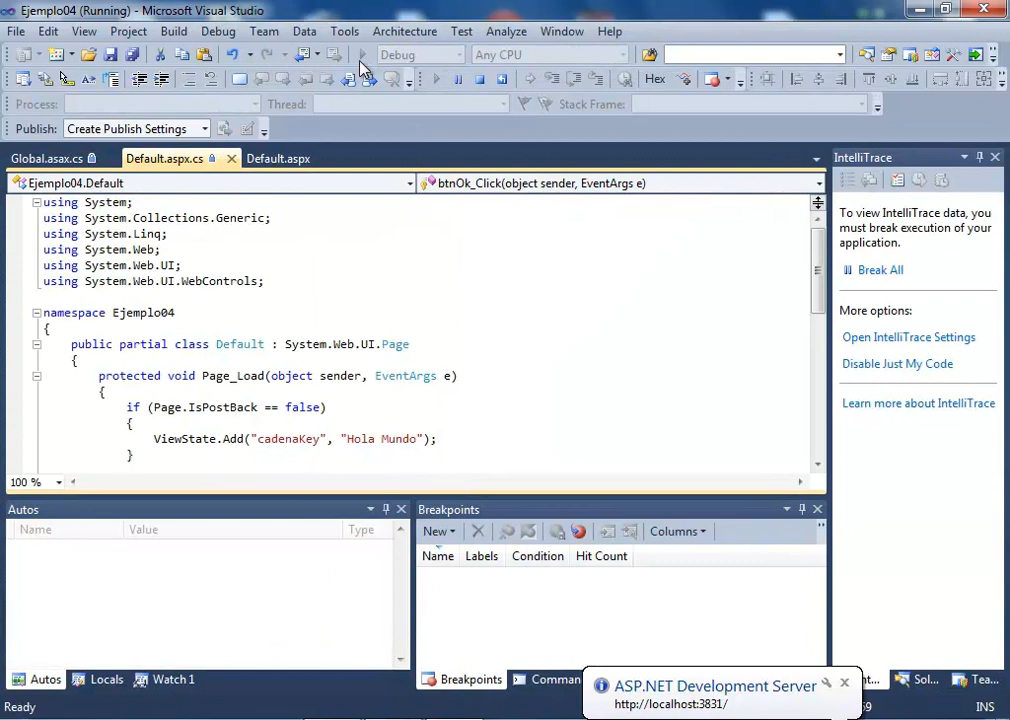 Ejemplo04 (Running) - Microsoft Visual Studio
File Edit View Project Build Debug Team Data Tools Architecture Test Analyze Window Help
Debug Any CPU
Hex
Process: Thread: Stack Frame:
Publish: Create Publish Settings
Global.asax.cs Default.aspx.cs Default.aspx
Ejemplo04.Default btnOk_Click(object sender, EventArgs e)
using System;
using System.Collections.Generic;
using System.Linq;
using System.Web;
using System.Web.UI;
using System.Web.UI.WebControls;
namespace Ejemplo04
{
public partial class Default : System.Web.UI.Page
{
protected void Page_Load(object sender, EventArgs e)
{
if (Page.IsPostBack == false)
{
ViewState.Add("cadenaKey", "Hola Mundo");
}
100 %
IntelliTrace
To view IntelliTrace data, you
must break execution of your
application.
Break All
More options:
Open IntelliTrace Settings
Disable Just My Code
Learn more about IntelliTrace
Autos
Name Value Type
Breakpoints
New Columns
Name Labels Condition Hit Count
Autos Locals Watch 1
Breakpoints Comman
Sol... Tea...
ASP.NET Development Server
http://localhost:3831/
Ready INS